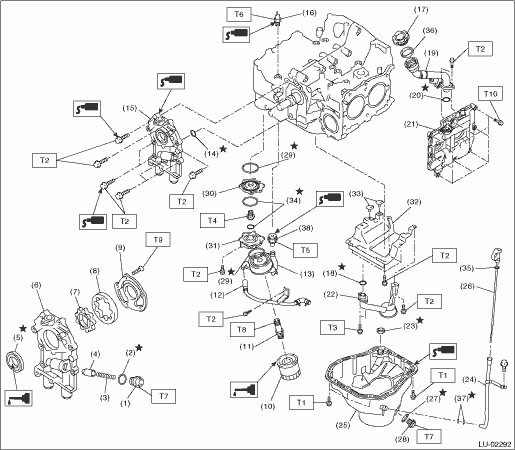 (17)
T6
(16)
(36)
(19)
T2
(20)
T10
(15)
(21)
(14)
(29)
T2
T2
(30)
(33)
(32)
(34)
T4
(38)
T2
(31)
T5
T9
(9)
(13)
T2
(35)
(8)
T2
(29)
(18)
(26)
(7)
(12)
(22)
T2
(6)
T2
T8
T3
(23)
(5)
(4)
(2)
(11)
(3)
(1)
T7
(10)
T1
(24)
T1
(27)
(37)
(25)
(28)
T7
LU-02292